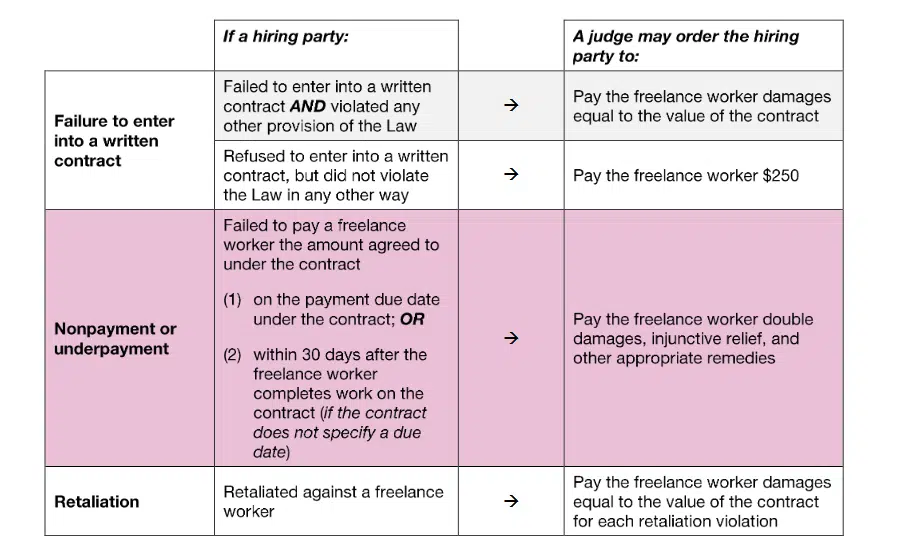 If a hiring party:
A judge may order the hiring
party to:
Failure to enter
into a written
contract
Failed to enter into a written
contract AND violated any
other provision of the Law
→
Pay the freelance worker damages
equal to the value of the contract
Refused to enter into a written
contract, but did not violate
the Law in any other way
→
Pay the freelance worker $250
Nonpayment or
underpayment
Failed to pay a freelance
worker the amount agreed to
under the contract
(1) on the payment due date
under the contract; OR
(2) within 30 days after the
freelance worker
completes work on the
contract (if the contract
does not specify a due
date)
→
Pay the freelance worker double
damages, injunctive relief, and
other appropriate remedies
Retaliation
Retaliated against a freelance
worker
→
Pay the freelance worker damages
equal to the value of the contract
for each retaliation violation